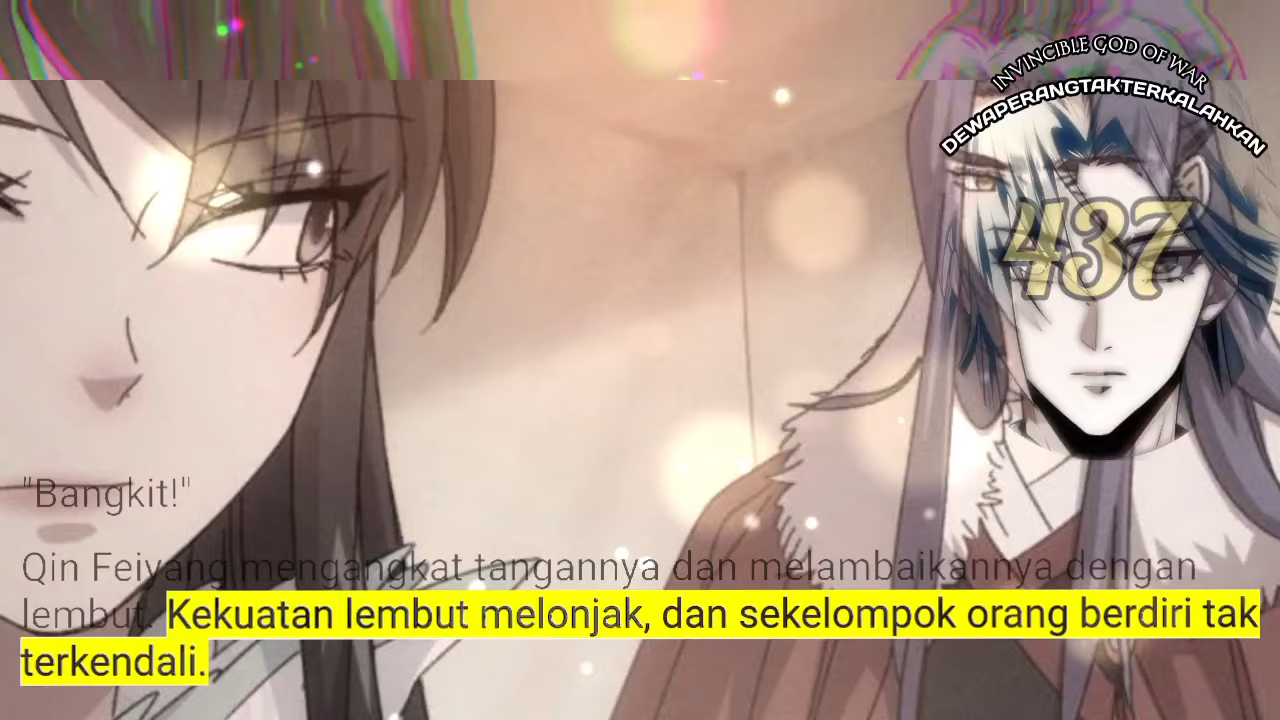 INVINCIBLE GOD OF WAR
DEWAPERANGTAKTERKALAHKAN
437
"Bangkit!"
Qin Feiyang mengangkat tangannya dan melambaikannya dengan
lembut. Kekuatan lembut melonjak, dan sekelompok orang berdiri tak
terkendali.